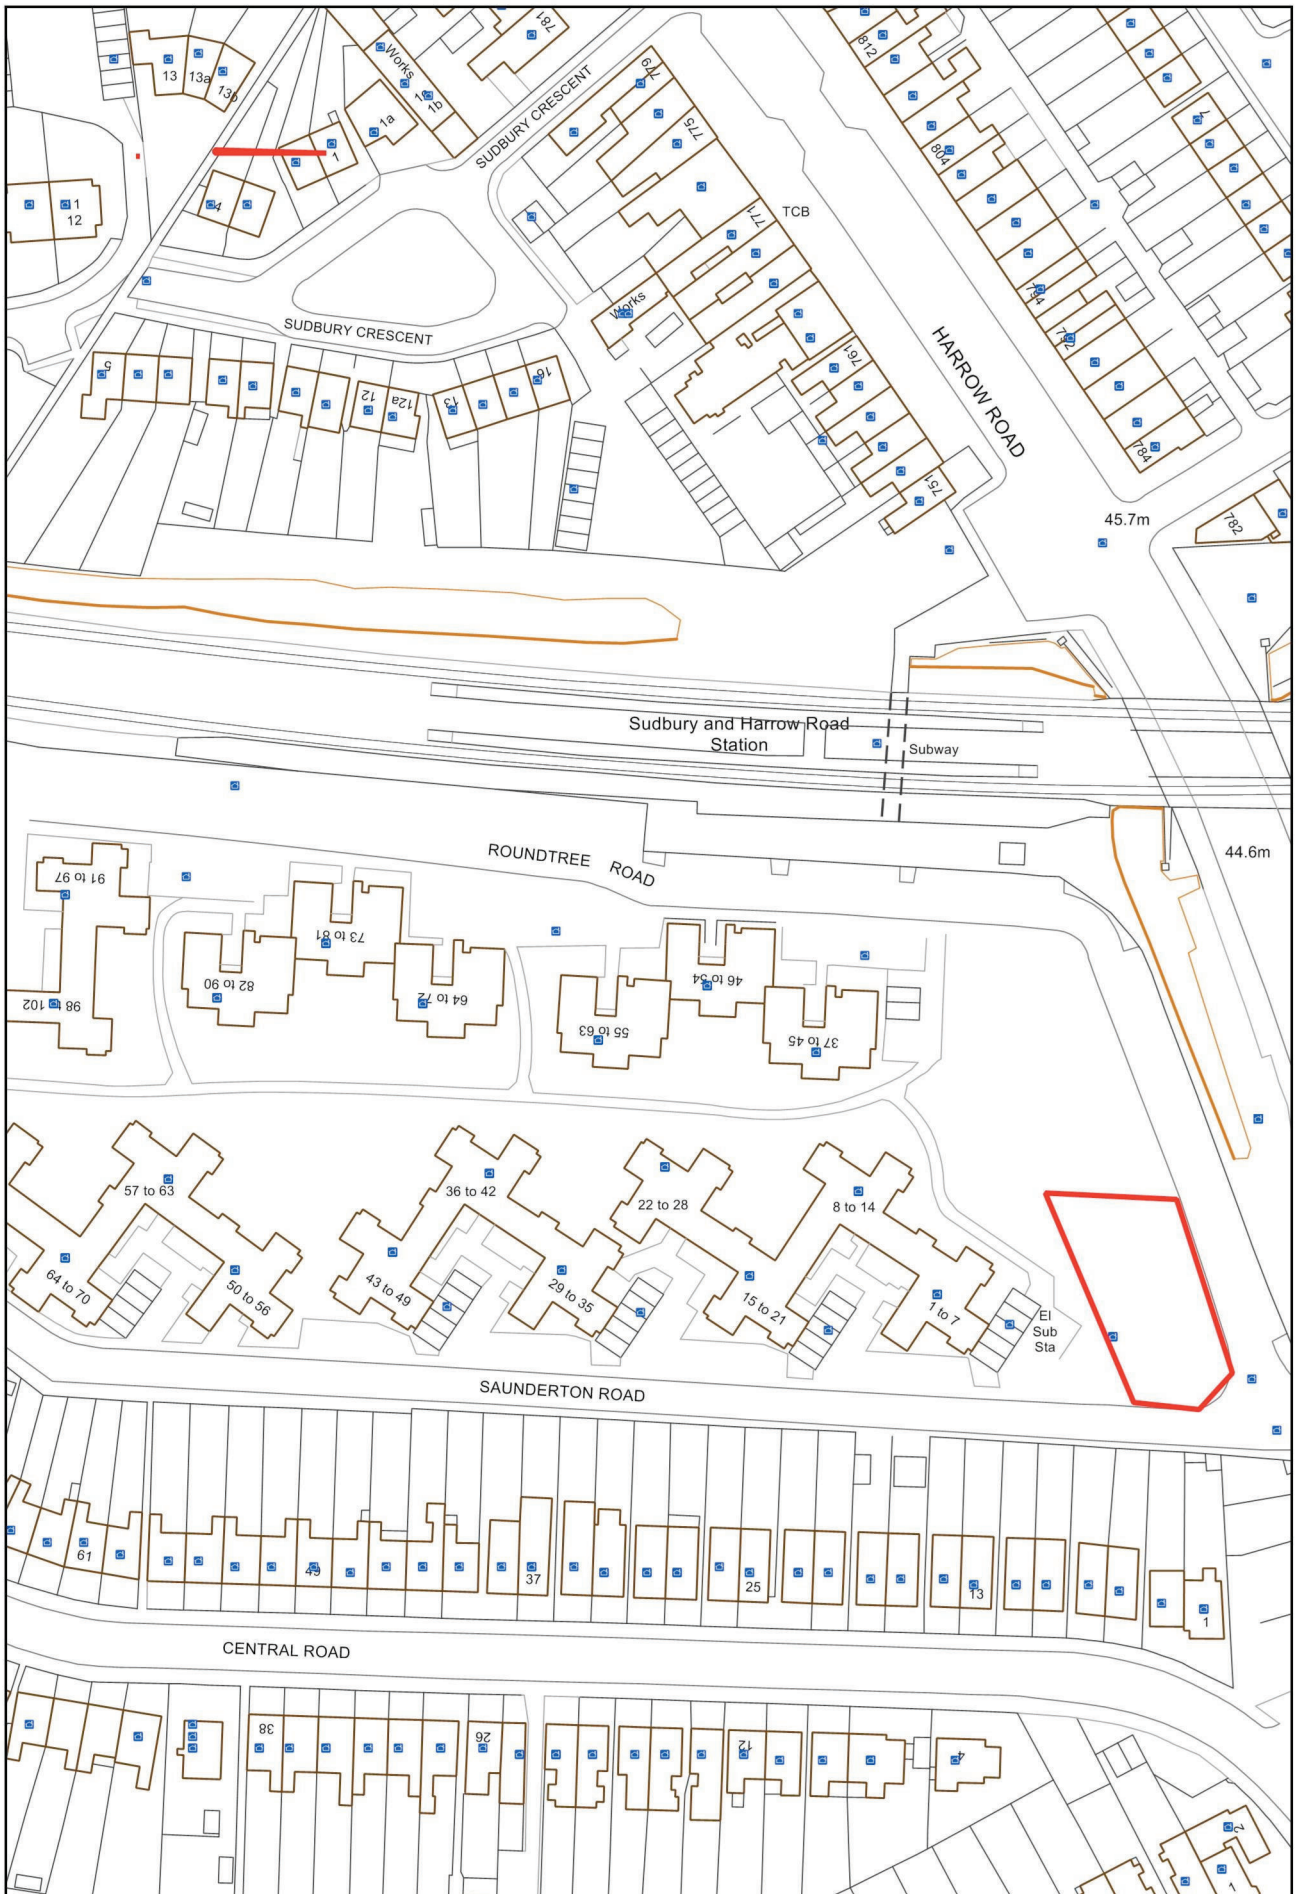 781
Works
1b
13
13a
13b
1a
1
SUDBURY CRESCENT
779
775
812
804
7
4
1
12
771
TCB
794
792
Works
SUDBURY CRESCENT
HARROW ROAD
761
5
12
12a
13
16
784
751
45.7m
782
Sudbury and Harrow Road
Station
Subway
44.6m
ROUNDTREE ROAD
91 to 97
73 to 81
82 to 90
64 to 72
46 to 54
55 to 63
37 to 45
98 to 102
57 to 63
36 to 42
22 to 28
8 to 14
64 to 70
50 to 56
43 to 49
29 to 35
15 to 21
1 to 7
El
Sub
Sta
SAUNDERTON ROAD
61
49
37
25
13
1
CENTRAL ROAD
38
26
12
4
2
1